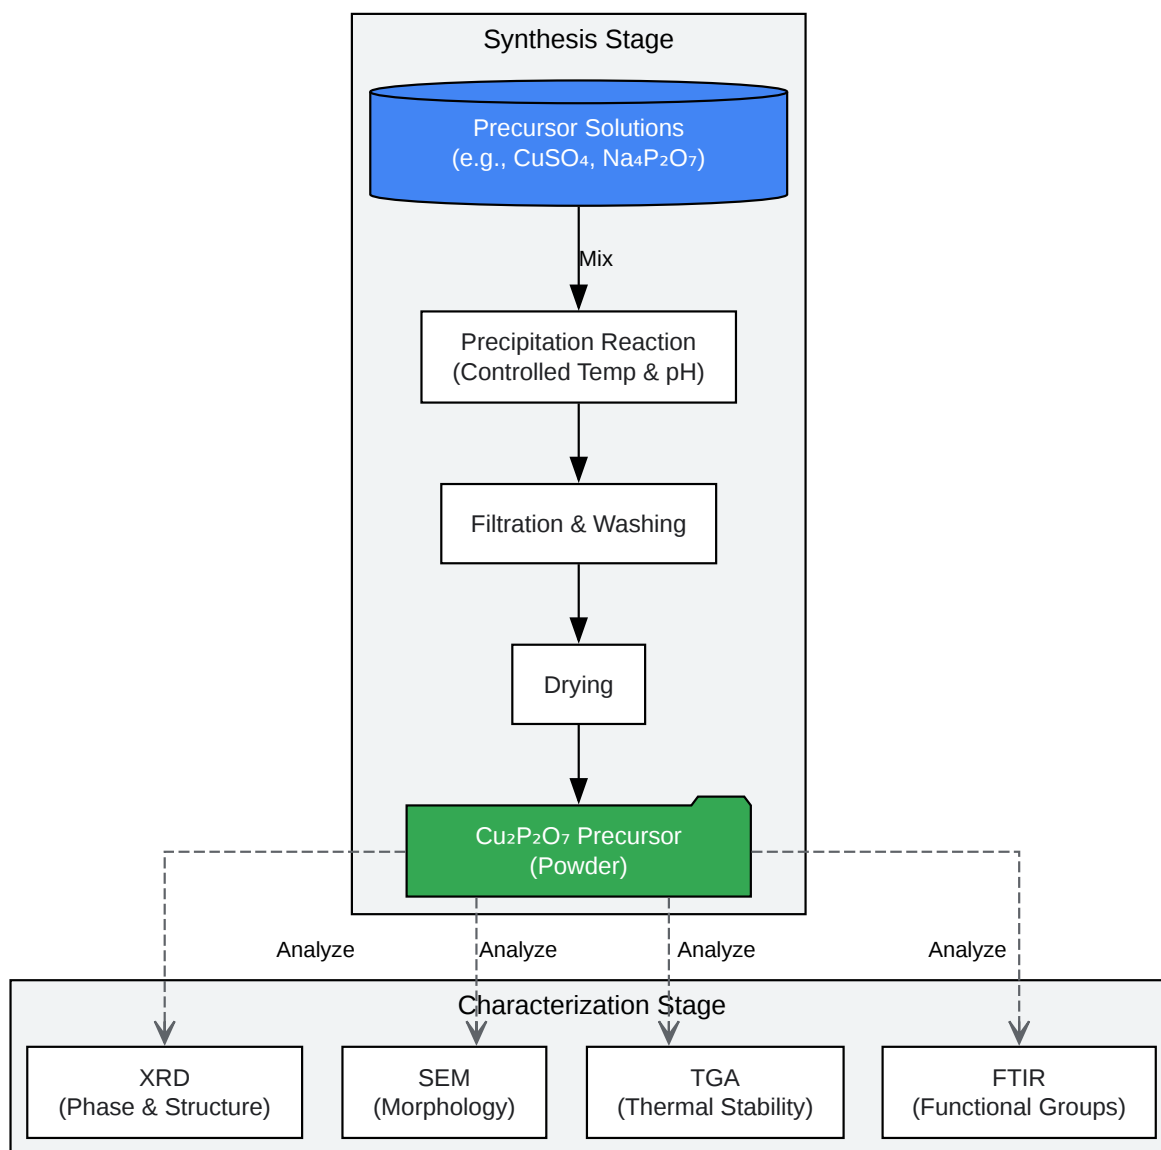 Synthesis Stage
Precursor Solutions
(e.g., CuSO₄, Na₄P₂O₇)
Mix
Precipitation Reaction
(Controlled Temp & pH)
Filtration & Washing
Drying
Cu₂P₂O₇ Precursor
(Powder)
Analyze
Analyze
Analyze
Analyze
Characterization Stage
XRD
(Phase & Structure)
SEM
(Morphology)
TGA
(Thermal Stability)
FTIR
(Functional Groups)